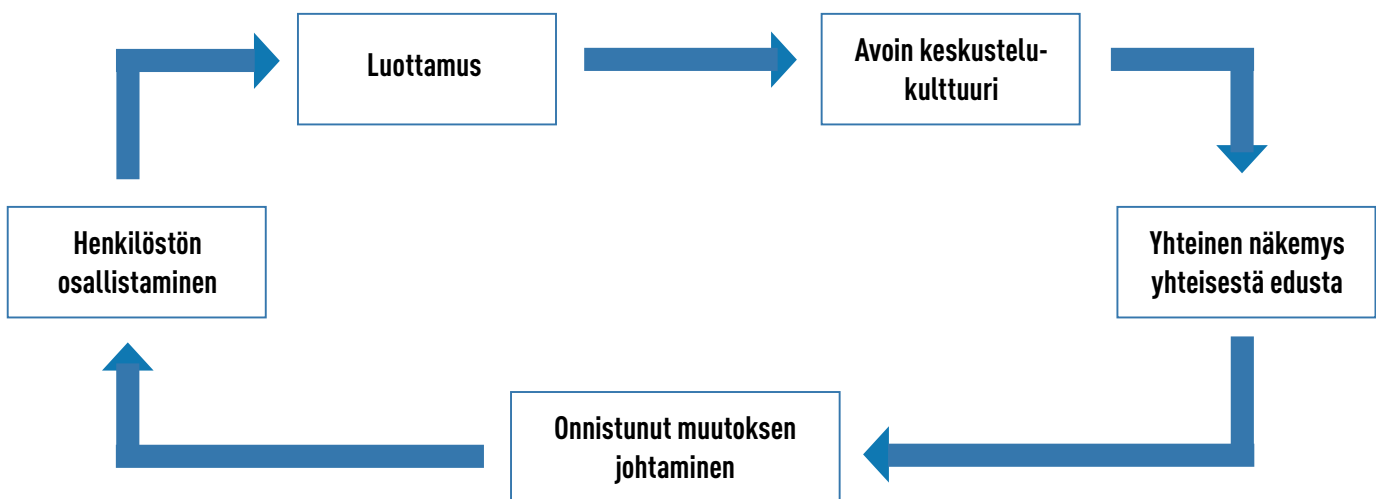 Luottamus
Avoin keskustelu-
kulttuuri
Henkilöstön
osallistaminen
Yhteinen näkemys
yhteisestä edusta
Onnistunut muutoksen
johtaminen